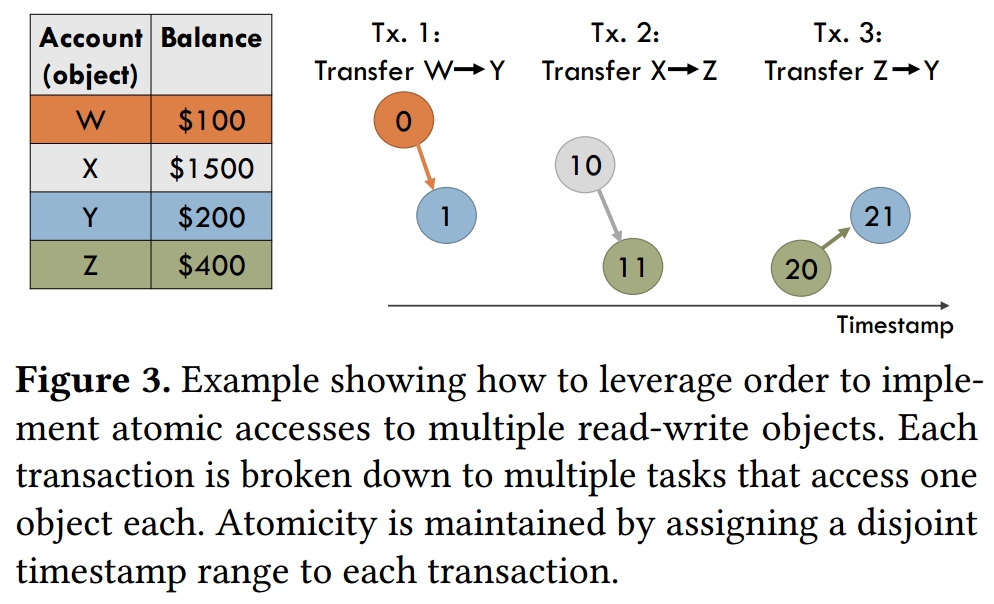 Account Balance
(object)
W $100
X $1500
Y $200
Z $400
Tx. 1:
Transfer W→Y
Tx. 2:
Transfer X→Z
Tx. 3:
Transfer Z→Y
0
1
10
11
20
21
Timestamp
Figure 3. Example showing how to leverage order to imple-
ment atomic accesses to multiple read-write objects. Each
transaction is broken down to multiple tasks that access one
object each. Atomicity is maintained by assigning a disjoint
timestamp range to each transaction.